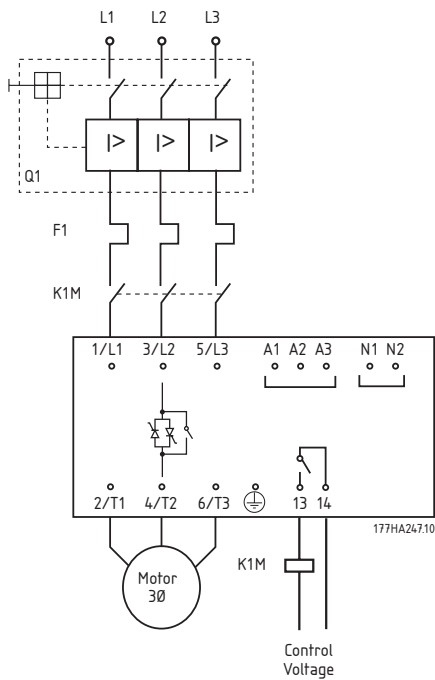 L1 L2 L3
I> I> I>
Q1
F1
K1M
1/L1 3/L2 5/L3 A1 A2 A3 N1 N2
2/T1 4/T2 6/T3 13 14
177HA247.10
Motor
3Ø
K1M
Control
Voltage